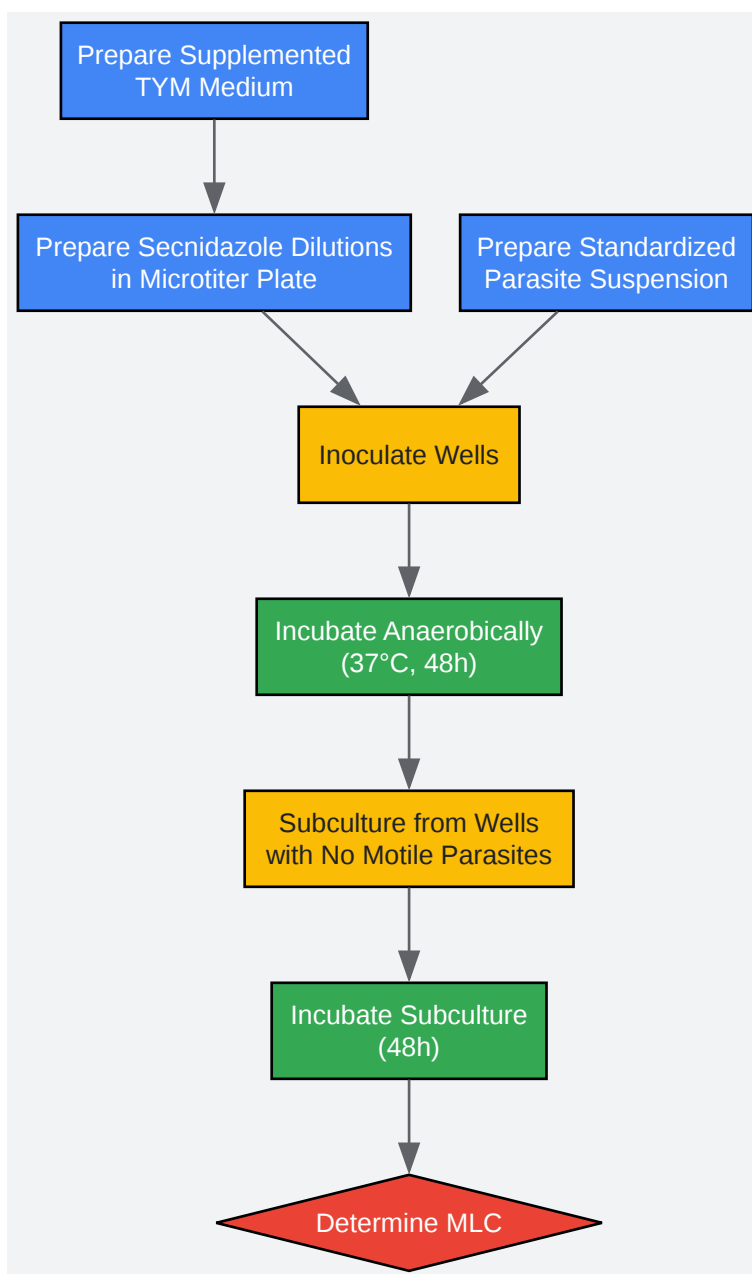 Prepare Supplemented
TYM Medium
Prepare Secnidazole Dilutions
in Microtiter Plate
Prepare Standardized
Parasite Suspension
Inoculate Wells
Incubate Anaerobically
(37°C, 48h)
Subculture from Wells
with No Motile Parasites
Incubate Subculture
(48h)
Determine MLC